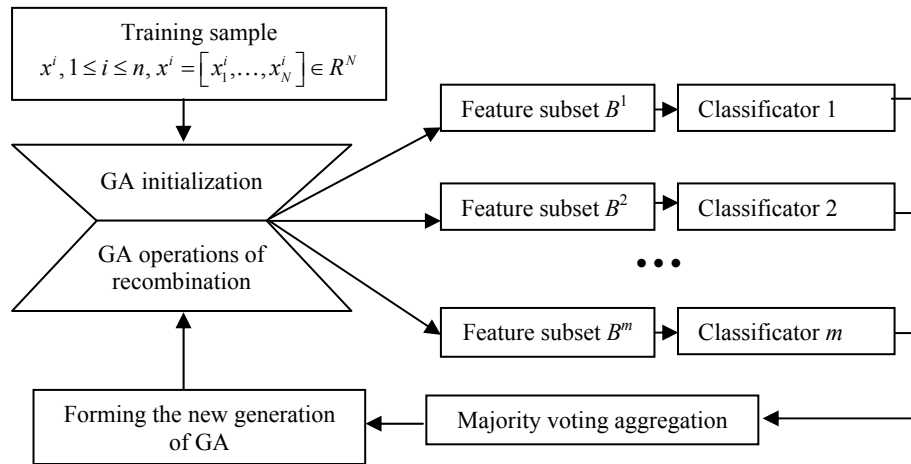 Training sample
x^i, 1 ≤ i ≤ n, x^i = [x_1^i,…,x_N^i] ∈ R^N
Feature subset B^1
Classificator 1
GA initialization
Feature subset B^2
Classificator 2
GA operations of
recombination
•••
Feature subset B^m
Classificator m
Forming the new generation
of GA
Majority voting aggregation